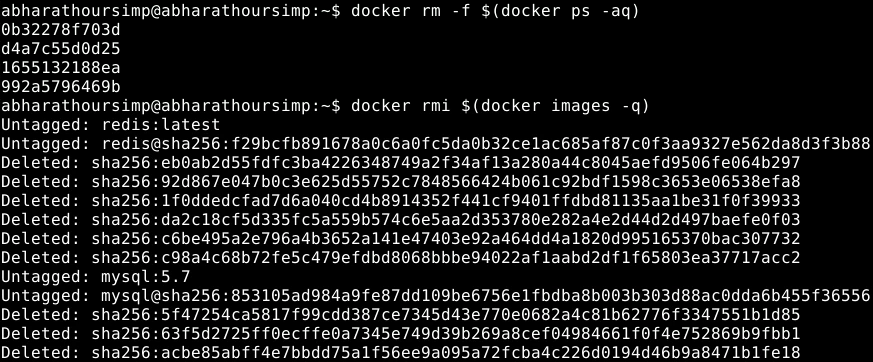 abharathoursimp@abharathoursimp:~$ docker rm -f $(docker ps -aq)
0b32278f703d
d4a7c55d0d25
1655132188ea
992a5796469b
abharathoursimp@abharathoursimp:~$ docker rmi $(docker images -q)
Untagged: redis:latest
Untagged: redis@sha256:f29bcfb891678a0c6a0fc5da0b32ce1ac685af87c0f3aa9327e562da8d3f3b88
Deleted: sha256:eb0ab2d55fdfc3ba4226348749a2f34af13a280a44c8045aefd9506fe064b297
Deleted: sha256:92d867e047b0c3e625d55752c7848566424b061c92bdf1598c3653e06538efa8
Deleted: sha256:1f0ddedcfad7d6a040cd4b8914352f441cf9401ffdbd81135aa1be31f0f39933
Deleted: sha256:da2c18cf5d335fc5a559b574c6e5aa2d353780e282a4e2d44d2d497baefe0f03
Deleted: sha256:c6be495a2e796a4b3652a141e47403e92a464dd4a1820d995165370bac307732
Deleted: sha256:c98a4c68b72fe5c479efdbd8068bbbe94022af1aabd2df1f65803ea37717acc2
Untagged: mysql:5.7
Untagged: mysql@sha256:853105ad984a9fe87dd109be6756e1fbdba8b003b303d88ac0dda6b455f36556
Deleted: sha256:5f47254ca5817f99cdd387ce7345d43e770e0682a4c81b62776f3347551b1d85
Deleted: sha256:63f5d2725ff0ecffe0a7345e749d39b269a8cef04984661f0f4e752869b9fbb1
Deleted: sha256:acbe85abff4e7bbdd75a1f56ee9a095a72fcba4c226d0194d46b9a8471b1fe18